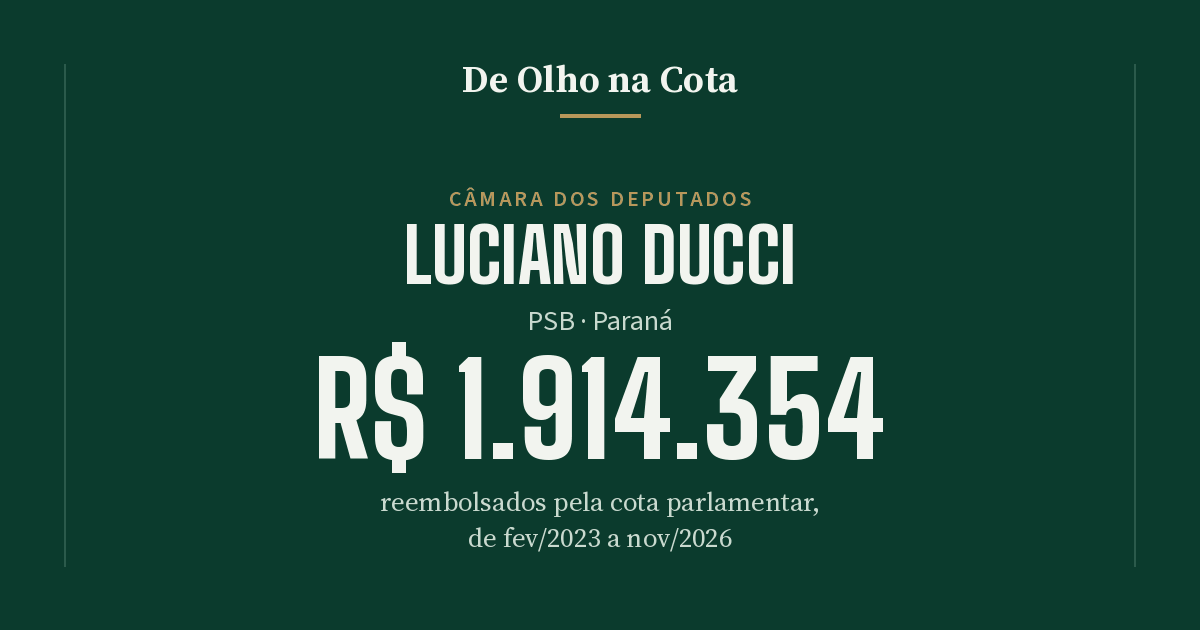 De Olho na Cota
CÂMARA DOS DEPUTADOS
LUCIANO DUCCI
PSB · Paraná
R$ 1.914.354
reembolsados pela cota parlamentar,
de fev/2023 a nov/2026